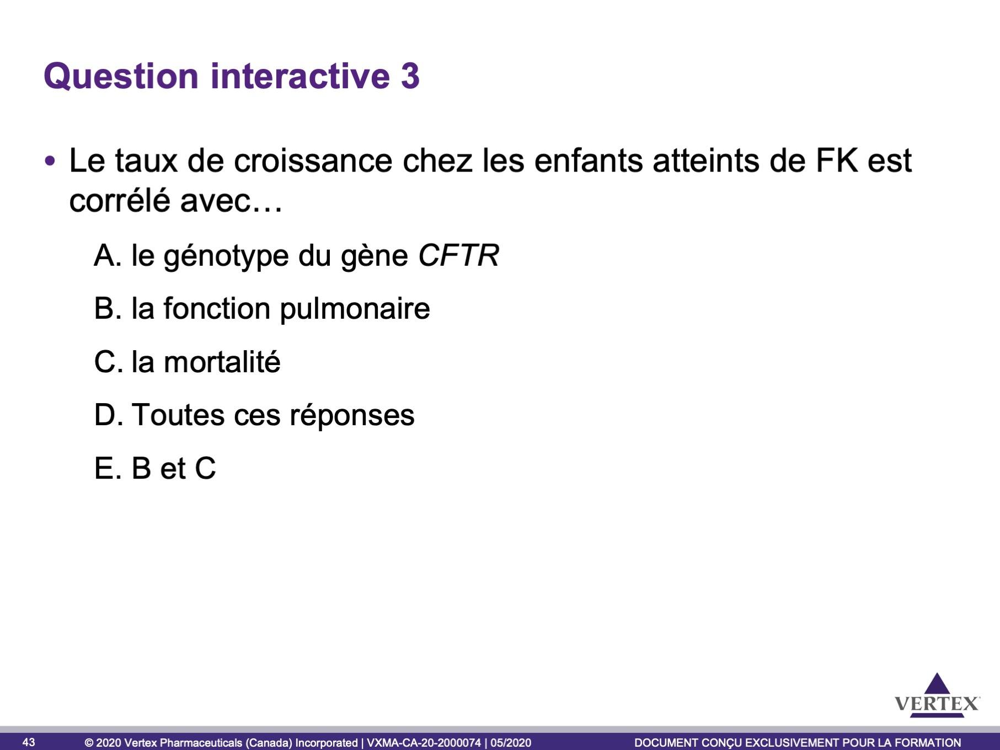 Question interactive 3
• Le taux de croissance chez les enfants atteints de FK est
corrélé avec…
A. le génotype du gène CFTR
B. la fonction pulmonaire
C. la mortalité
D. Toutes ces réponses
E. B et C
VERTEX
43 © 2020 Vertex Pharmaceuticals (Canada) Incorporated | VXMA-CA-20-2000074 | 05/2020 DOCUMENT CONÇU EXCLUSIVEMENT POUR LA FORMATION